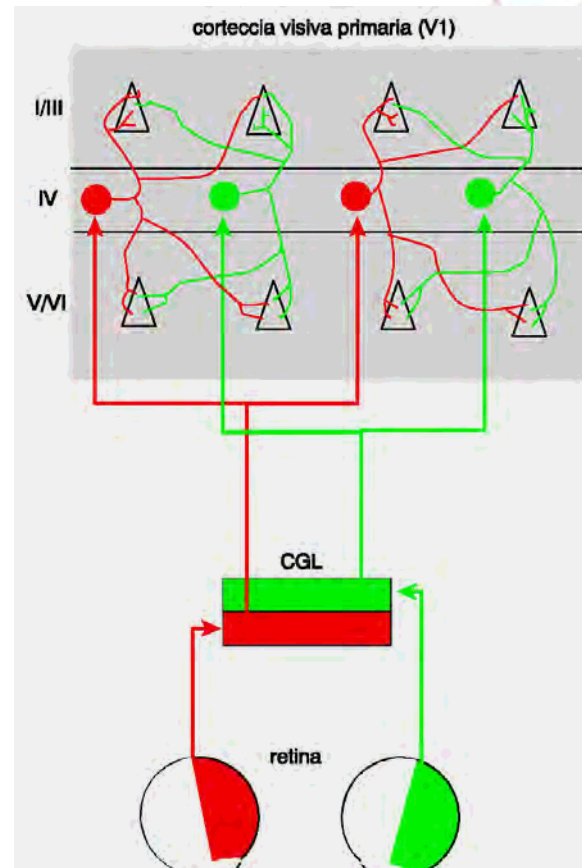 corteccia visiva primaria (V1)
I/III
IV
V/VI
CGL
retina